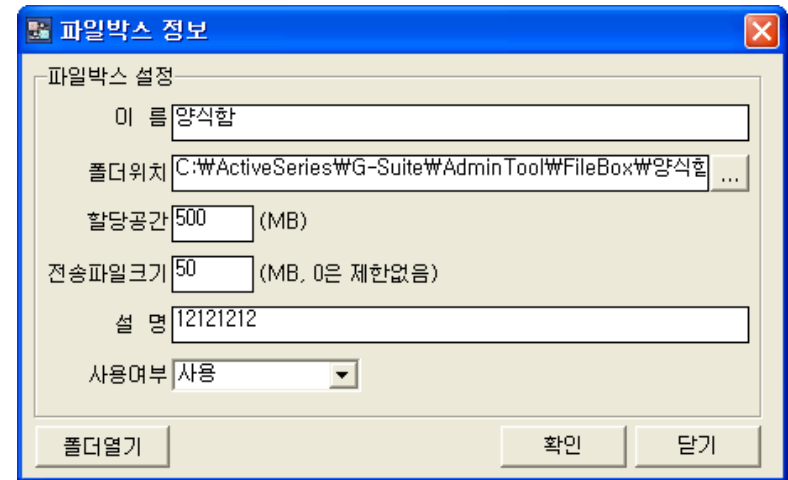 파일박스 정보
파일박스 설정
이 름 양식함
폴더위치 C:₩ActiveSeries₩G-Suite₩AdminTool₩FileBox₩양식함 ...
할당공간 500 (MB)
전송파일크기 50 (MB, 0은 제한없음)
설 명 12121212
사용여부 사용
폴더열기 확인 닫기